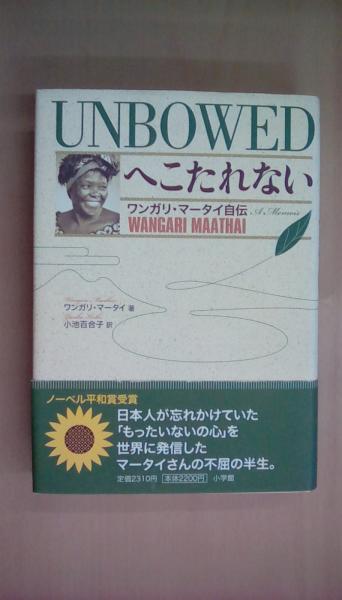 UNBOWED
へこたれない
ワンガリ・マータイ自伝 A Memoir
WANGARI MAATHAI
Wangari Maathai
ワンガリ・マータイ 著
Yuriko Koike
小池百合子 訳
ノーベル平和賞受賞
日本人が忘れかけていた
「もったいないの心」を
世界に発信した
マータイさんの不屈の半生。
定価2310円 本体2200円 小学館